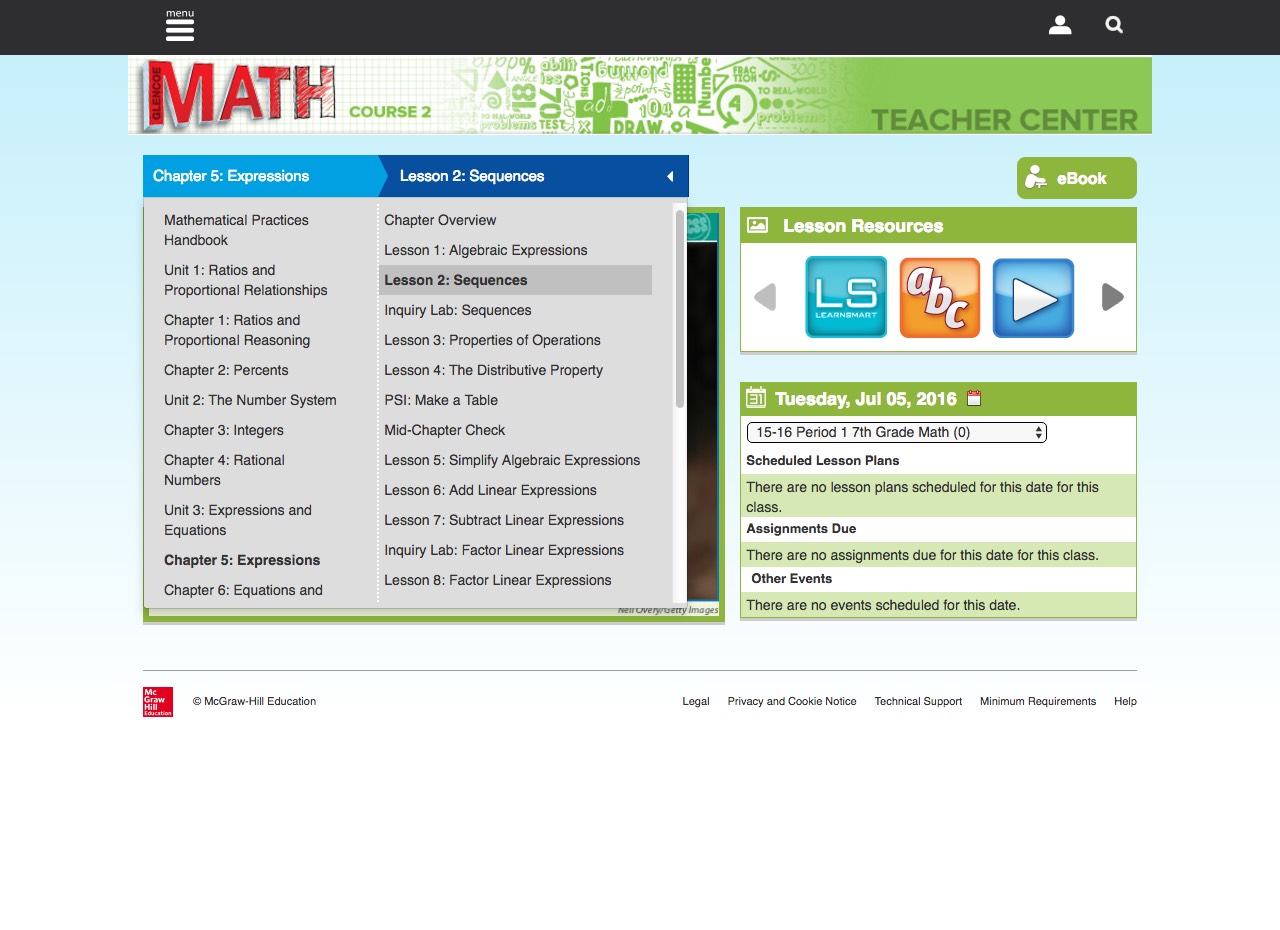 menu
GLENCOE
MATH
COURSE 2
TEACHER CENTER
Chapter 5: Expressions
Lesson 2: Sequences
eBook
Mathematical Practices
Handbook
Unit 1: Ratios and
Proportional Relationships
Chapter 1: Ratios and
Proportional Reasoning
Chapter 2: Percents
Unit 2: The Number System
Chapter 3: Integers
Chapter 4: Rational
Numbers
Unit 3: Expressions and
Equations
Chapter 5: Expressions
Chapter 6: Equations and
Chapter Overview
Lesson 1: Algebraic Expressions
Lesson 2: Sequences
Inquiry Lab: Sequences
Lesson 3: Properties of Operations
Lesson 4: The Distributive Property
PSI: Make a Table
Mid-Chapter Check
Lesson 5: Simplify Algebraic Expressions
Lesson 6: Add Linear Expressions
Lesson 7: Subtract Linear Expressions
Inquiry Lab: Factor Linear Expressions
Lesson 8: Factor Linear Expressions
Neil Overy/Getty Images
Lesson Resources
LS
LEARNSMART
abc
31
Tuesday, Jul 05, 2016
15-16 Period 1 7th Grade Math (0)
Scheduled Lesson Plans
There are no lesson plans scheduled for this date for this
class.
Assignments Due
There are no assignments due for this date for this class.
Other Events
There are no events scheduled for this date.
Mc
Graw
Hill
Education
© McGraw-Hill Education
Legal
Privacy and Cookie Notice
Technical Support
Minimum Requirements
Help